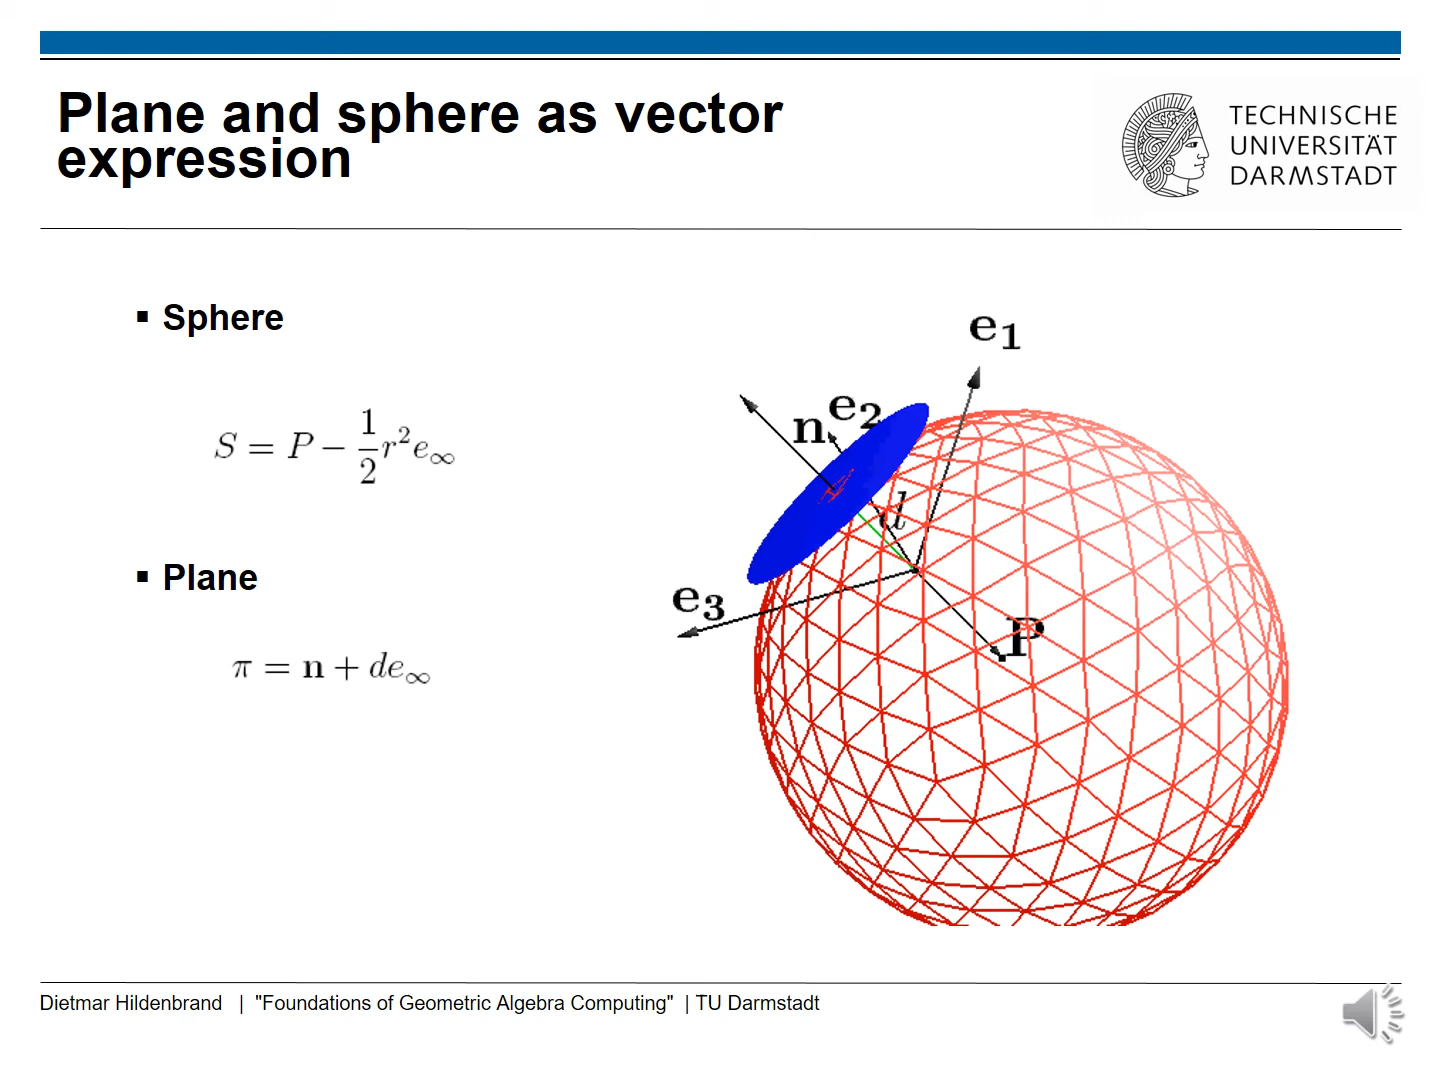 Plane and sphere as vector
expression
TECHNISCHE
UNIVERSITÄT
DARMSTADT
▪ Sphere
S = P − 1/2 r²e∞
▪ Plane
π = n + de∞
e₁
e₂
n
d
e₃
P
Dietmar Hildenbrand | "Foundations of Geometric Algebra Computing" | TU Darmstadt